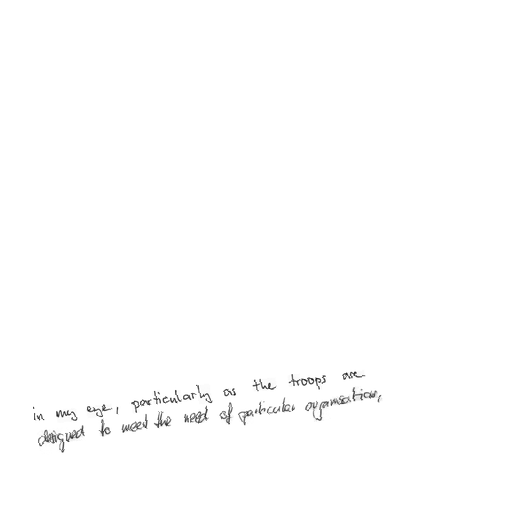 in my eye, particularly as the troops are
designed to meet the need of particular organisation,